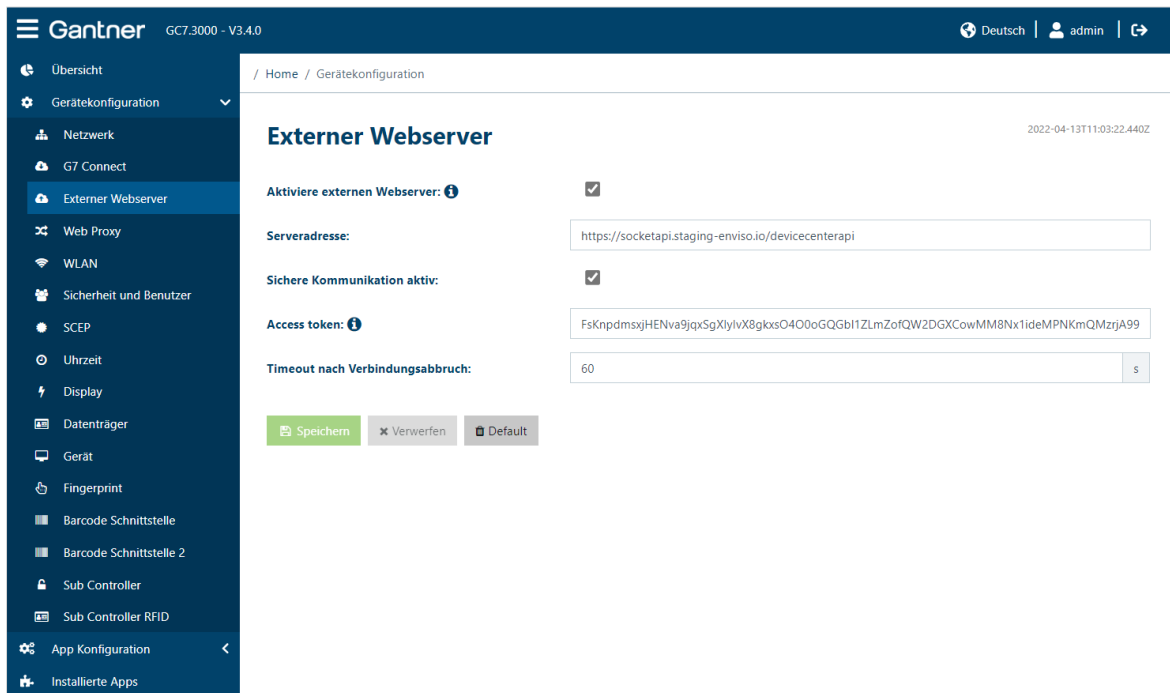 Gantner GC7.3000 - V3.4.0 Deutsch admin
Übersicht
Gerätekonfiguration
Netzwerk
G7 Connect
Externer Webserver
Web Proxy
WLAN
Sicherheit und Benutzer
SCEP
Uhrzeit
Display
Datenträger
Gerät
Fingerprint
Barcode Schnittstelle
Barcode Schnittstelle 2
Sub Controller
Sub Controller RFID
App Konfiguration
Installierte Apps
/ Home / Gerätekonfiguration
Externer Webserver 2022-04-13T11:03:22.440Z
Aktiviere externen Webserver:
Serveradresse: https://socketapi.staging-enviso.io/devicecenterapi
Sichere Kommunikation aktiv:
Access token:
Timeout nach Verbindungsabbruch: 60 s
Speichern Verwerfen Default